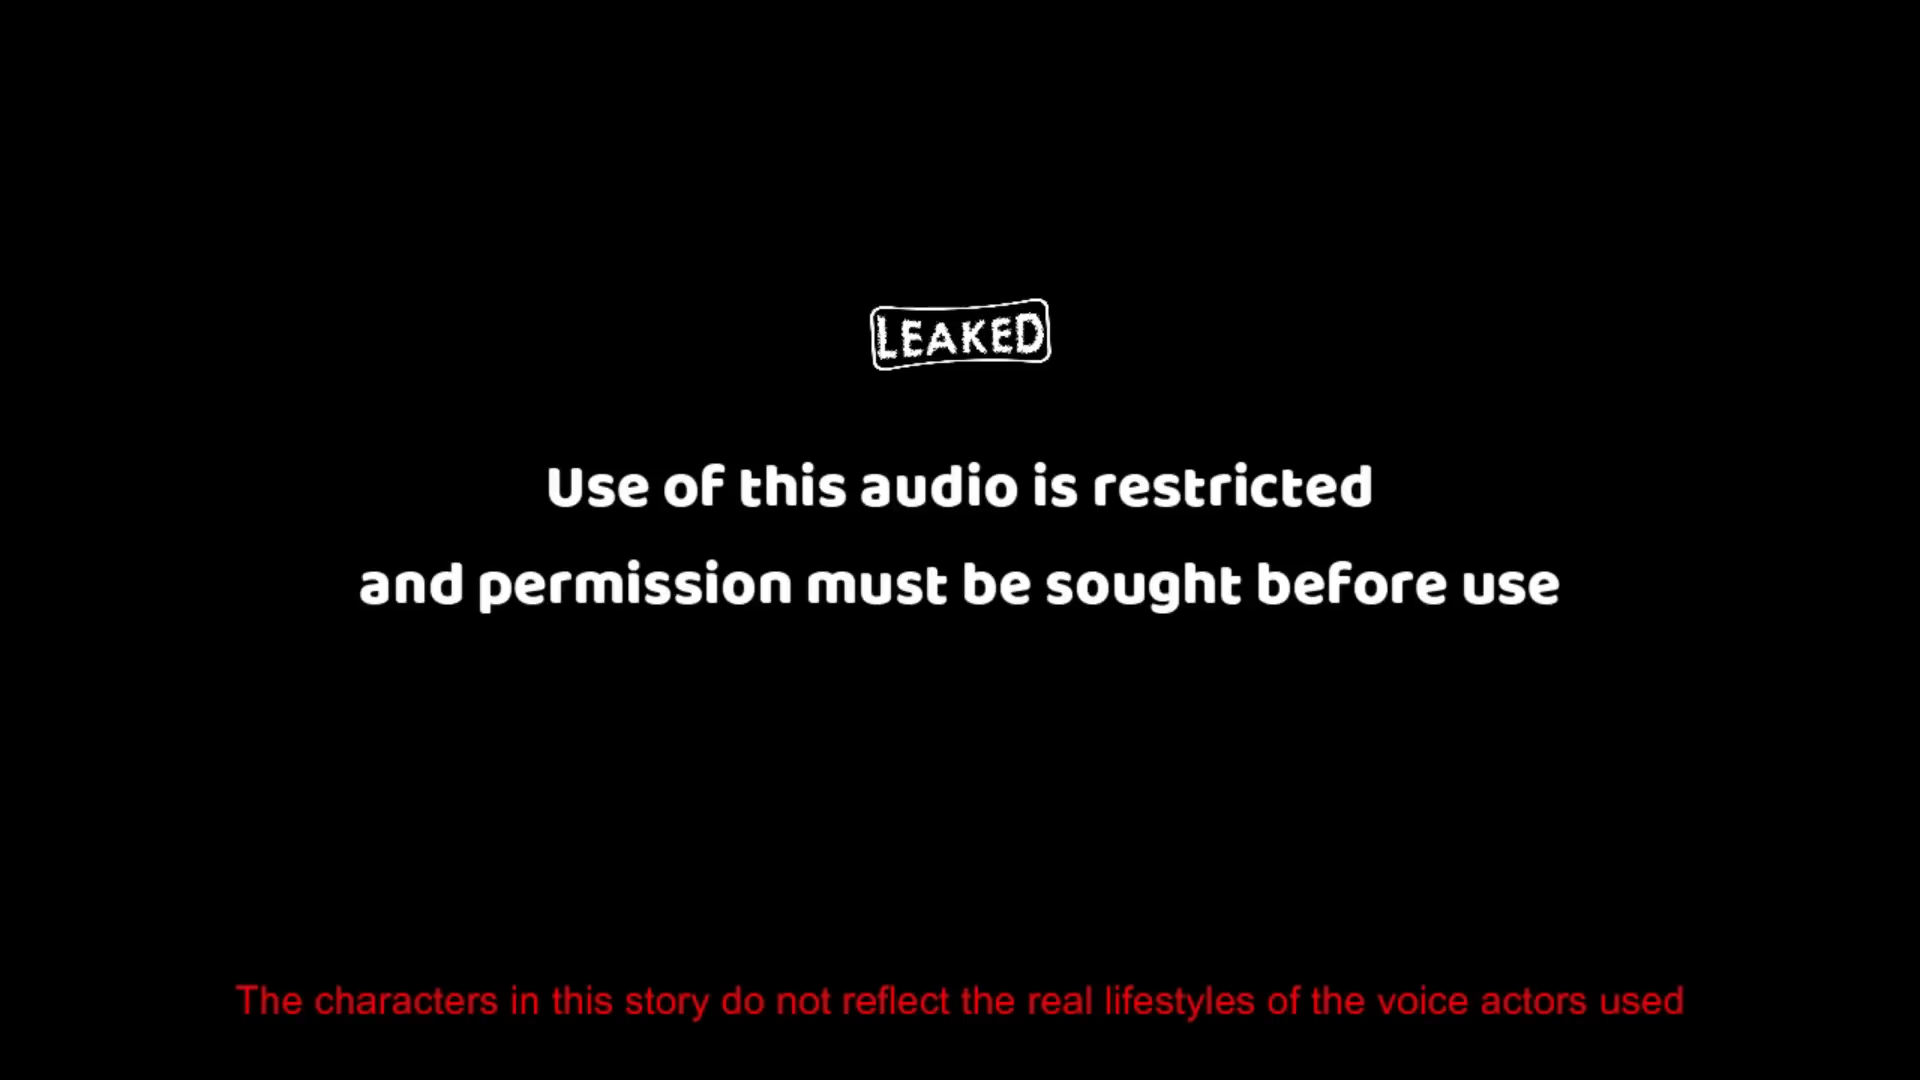 LEAKED
Use of this audio is restricted
and permission must be sought before use
The characters in this story do not reflect the real lifestyles of the voice actors used